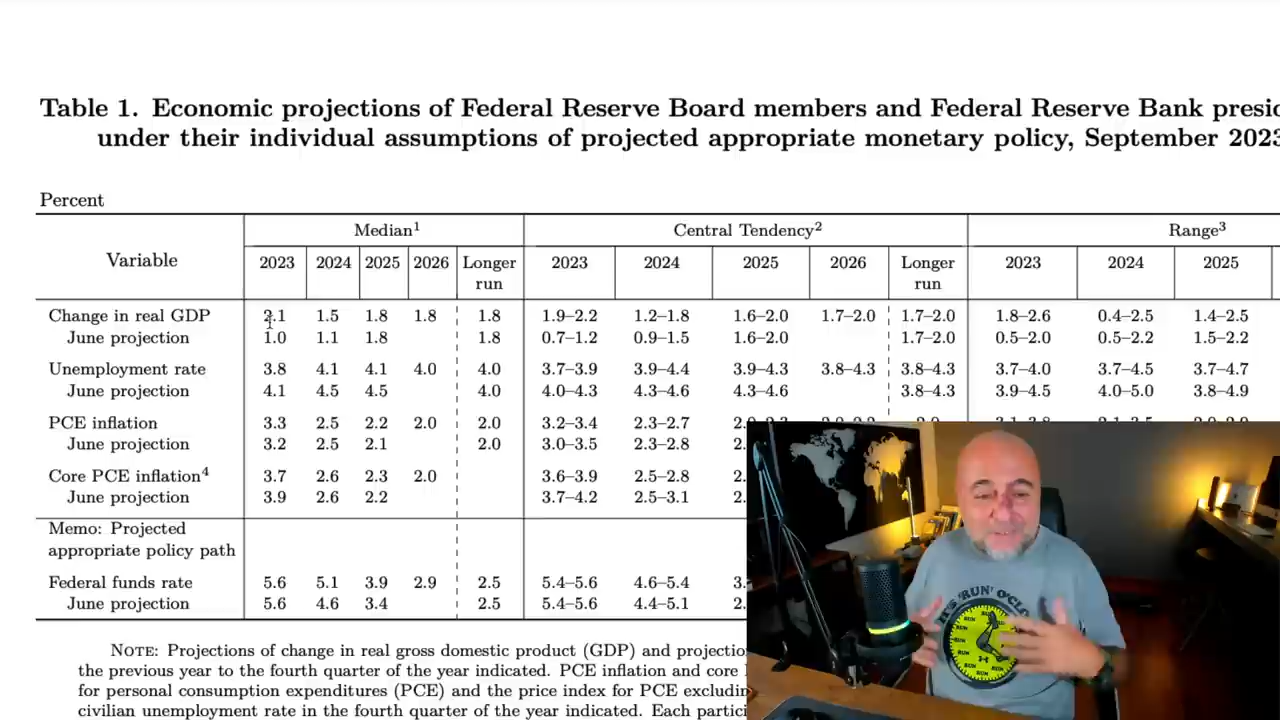 Table 1. Economic projections of Federal Reserve Board members and Federal Reserve Bank
under their individual assumptions of projected appropriate monetary policy, September 2023
Percent
Variable Median1 Central Tendency2 Range3
2023 2024 2025 2026 Longer run 2023 2024 2025 2026 Longer run 2023 2024 2025
Change in real GDP 2.1 1.5 1.8 1.8 1.8 1.9–2.2 1.2–1.8 1.6–2.0 1.7–2.0 1.7–2.0 1.8–2.6 0.4–2.5 1.4–2.5
June projection 1.0 1.1 1.8 1.8 0.7–1.2 0.9–1.5 1.6–2.0 1.7–2.0 0.5–2.0 0.5–2.2 1.5–2.2
Unemployment rate 3.8 4.1 4.1 4.0 4.0 3.7–3.9 3.9–4.4 3.9–4.3 3.8–4.3 3.8–4.3 3.7–4.0 3.7–4.5 3.7–4.7
June projection 4.1 4.5 4.5 4.0 4.0–4.3 4.3–4.6 4.3–4.6 3.8–4.3 3.9–4.5 4.0–5.0 3.8–4.9
PCE inflation 3.3 2.5 2.2 2.0 2.0 3.2–3.4 2.3–2.7
June projection 3.2 2.5 2.1 2.0 3.0–3.5 2.3–2.8
Core PCE inflation4 3.7 2.6 2.3 2.0 3.6–3.9 2.5–2.8
June projection 3.9 2.6 2.2 3.7–4.2 2.5–3.1
Memo: Projected
appropriate policy path
Federal funds rate 5.6 5.1 3.9 2.9 2.5 5.4–5.6 4.6–5.4
June projection 5.6 4.6 3.4 2.5 5.4–5.6 4.4–5.1
Note: Projections of change in real gross domestic product (GDP) and
the previous year to the fourth quarter of the year indicated. PCE inflation and core
for personal consumption expenditures (PCE) and the price index for PCE
civilian unemployment rate in the fourth quarter of the year indicated. Each
IT'S 'RUN' O'CLO
RUN RUN RUN RUN RUN RUN